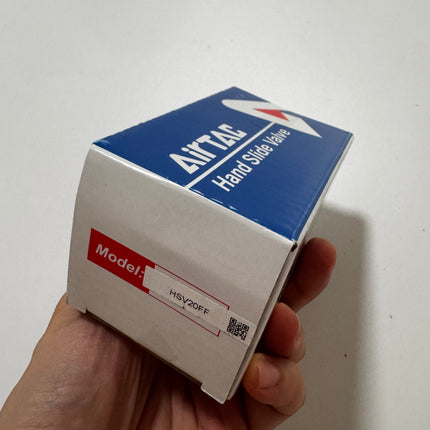 AirTAC
Hand Slide Valve
Model:
HSV20FF